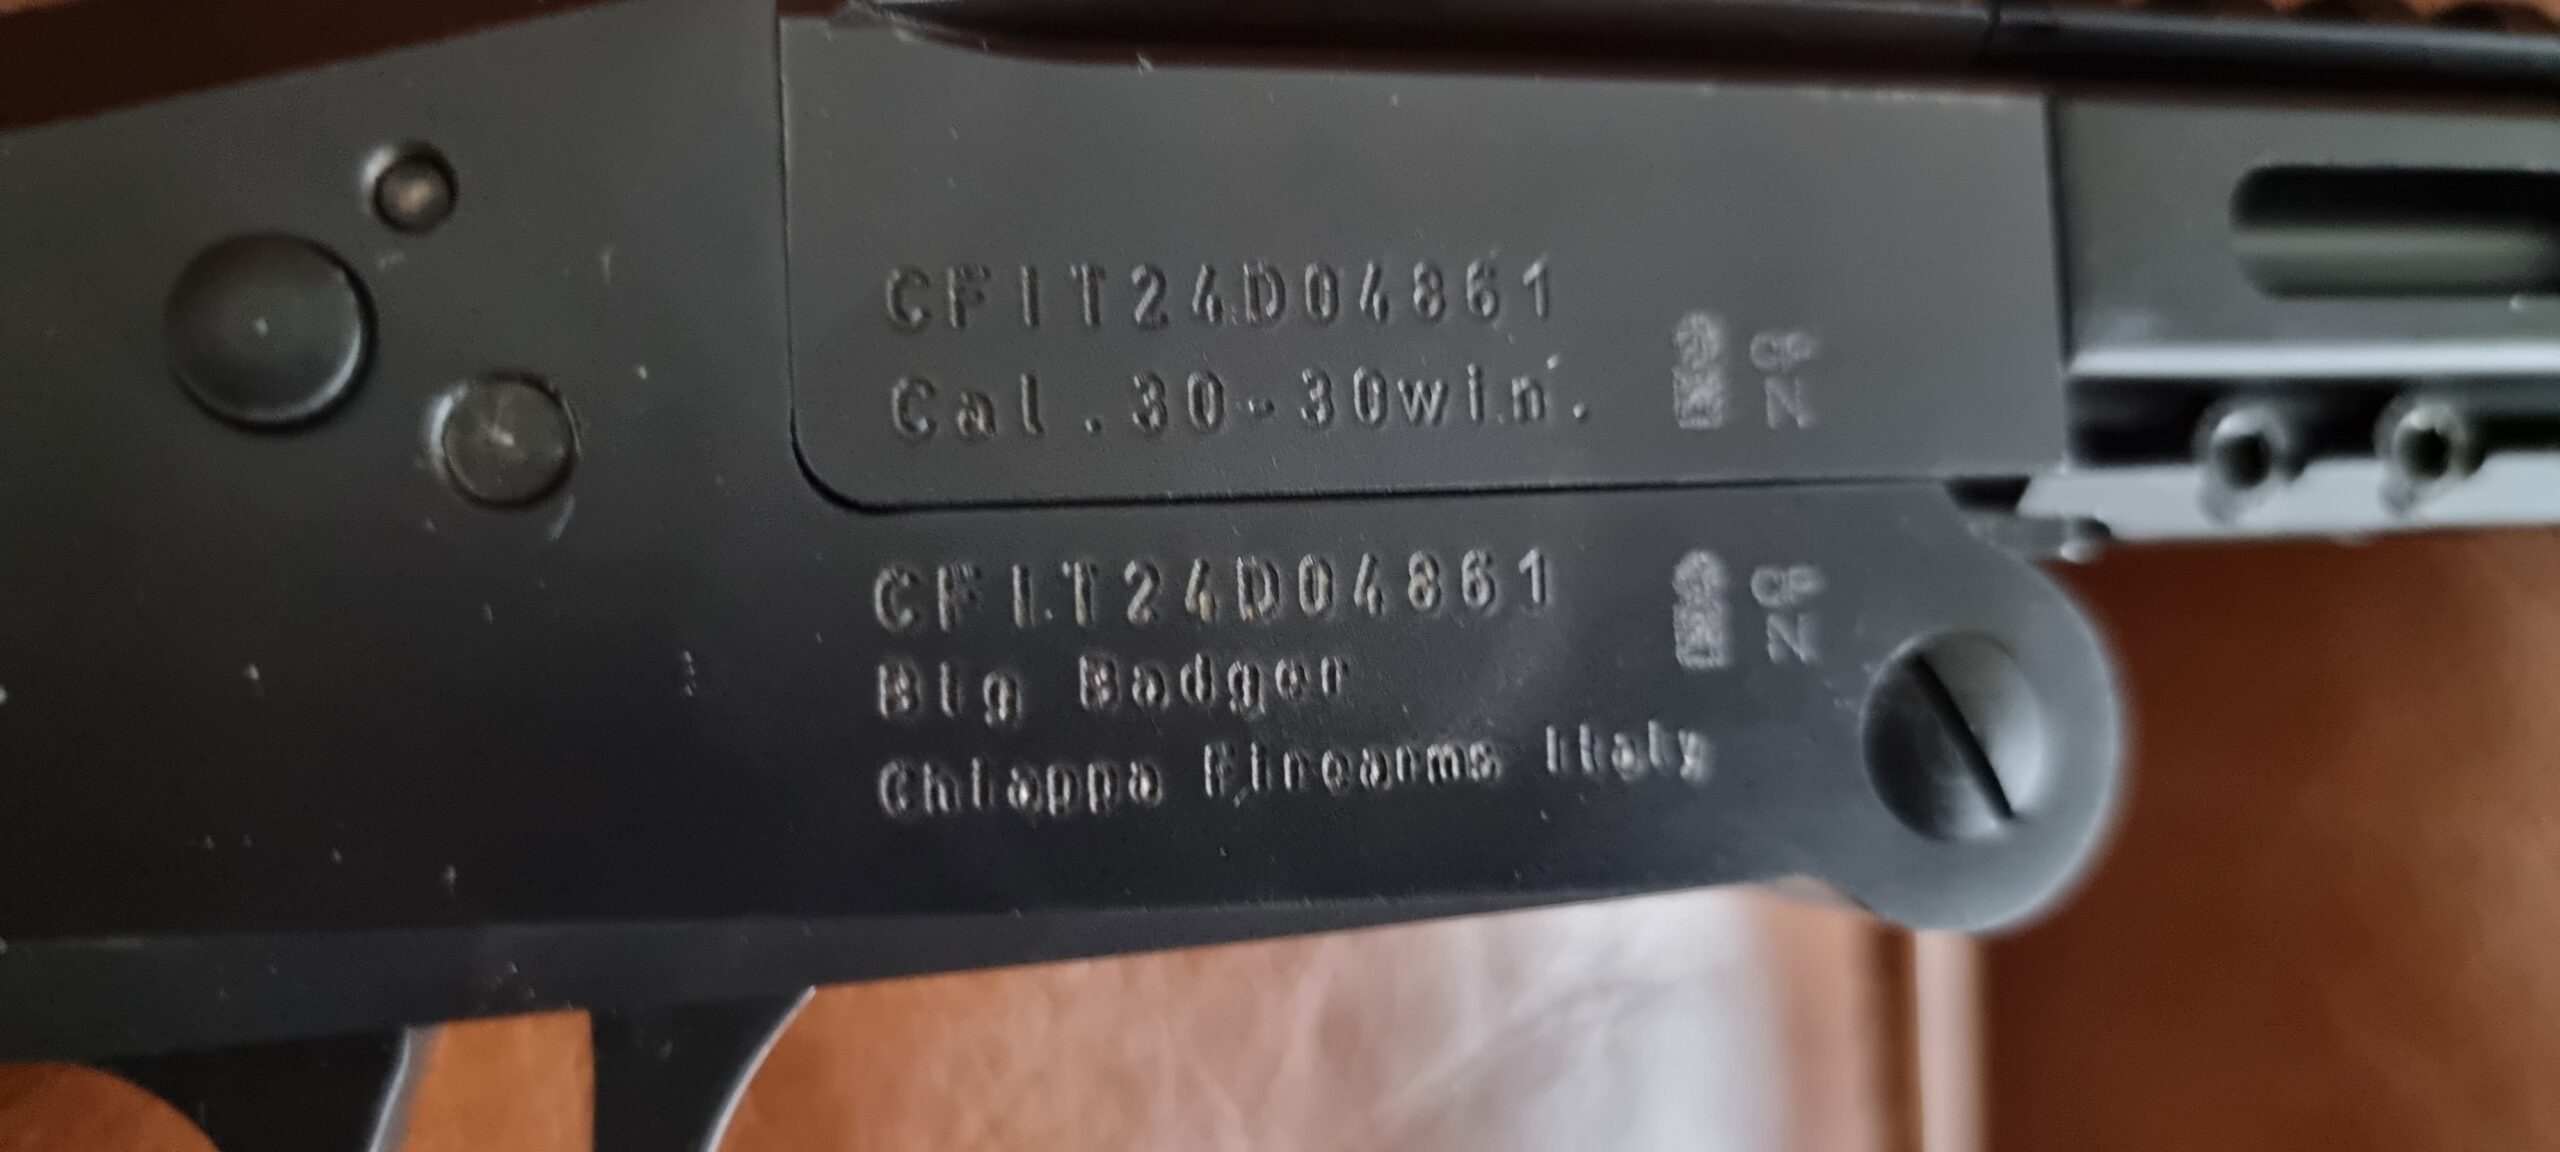 CFIT24D04861
Cal.30-30win.
CP
N
CFIT24D04861
Big Badger
Chiappa Firearms Italy
CP
N